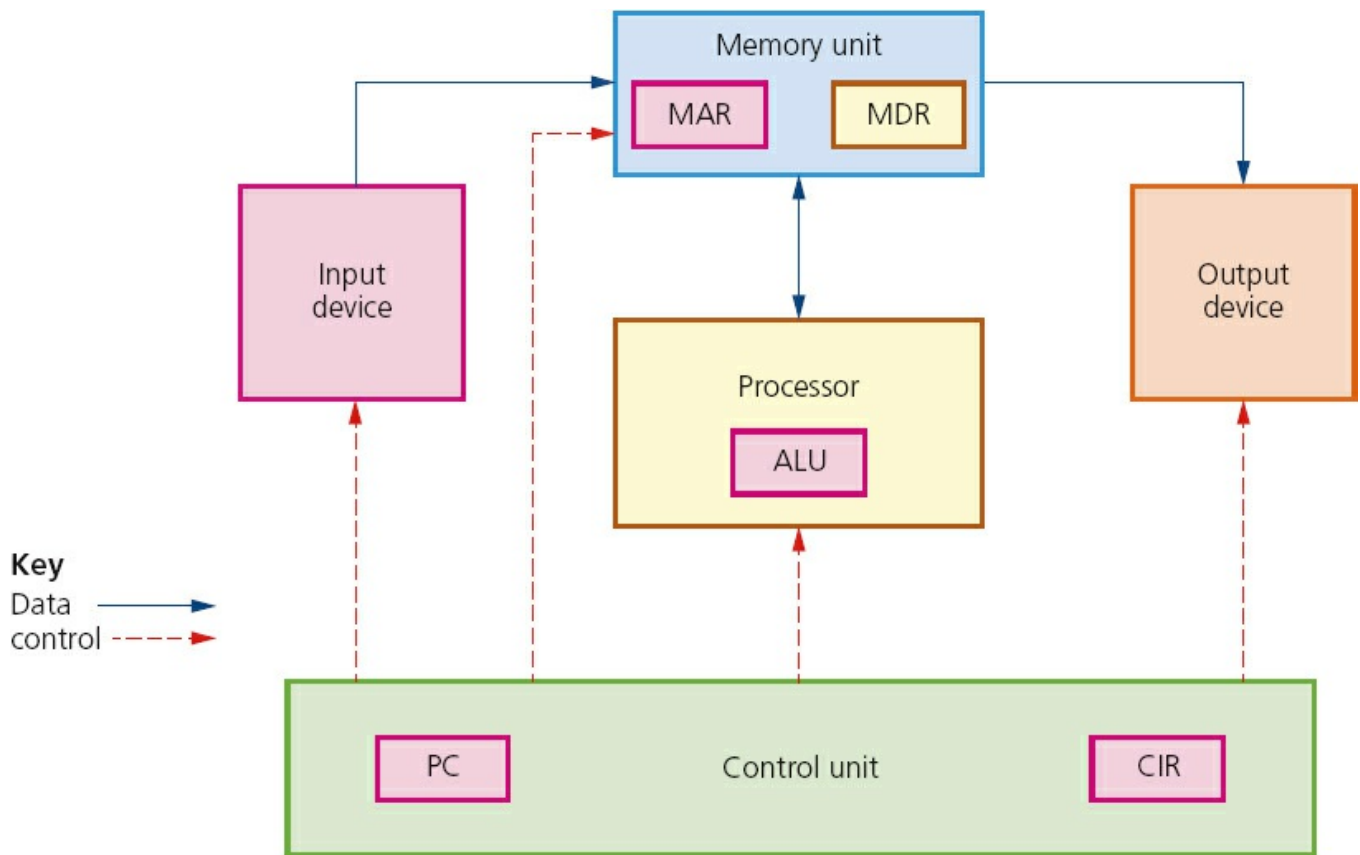 Memory unit
MAR
MDR
Input
device
Output
device
Processor
ALU
Key
Data
control
PC
Control unit
CIR